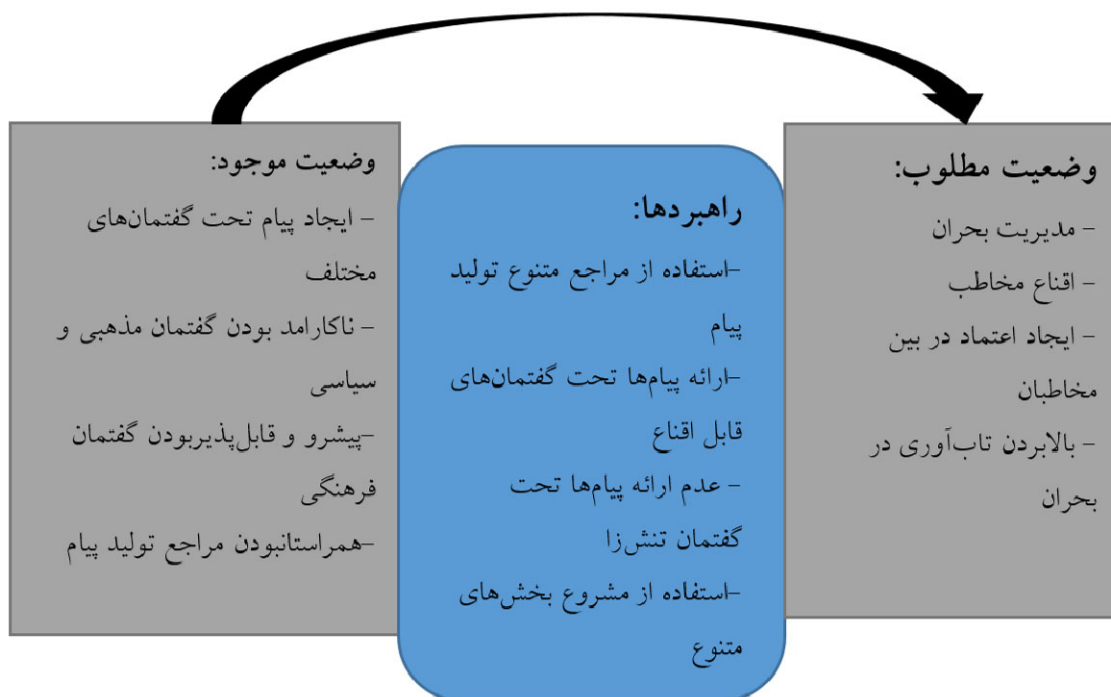 وضعیت مطلوب:
- مدیریت بحران
- اقناع مخاطب
- ایجاد اعتماد در بین
مخاطبان
- بالابردن تاب‌آوری در
بحران
راهبردها:
-استفاده از مراجع متنوع تولید
پیام
-ارائه پیام‌ها تحت گفتمان‌های
قابل اقناع
- عدم ارائه پیام‌ها تحت
گفتمان تنش‌زا
-استفاده از مشروع بخش‌های
متنوع
وضعیت موجود:
- ایجاد پیام تحت گفتمان‌های
مختلف
- ناکارامد بودن گفتمان مذهبی و
سیاسی
-پیشرو و قابل‌پذیربودن گفتمان
فرهنگی
-همراستانبودن مراجع تولید پیام